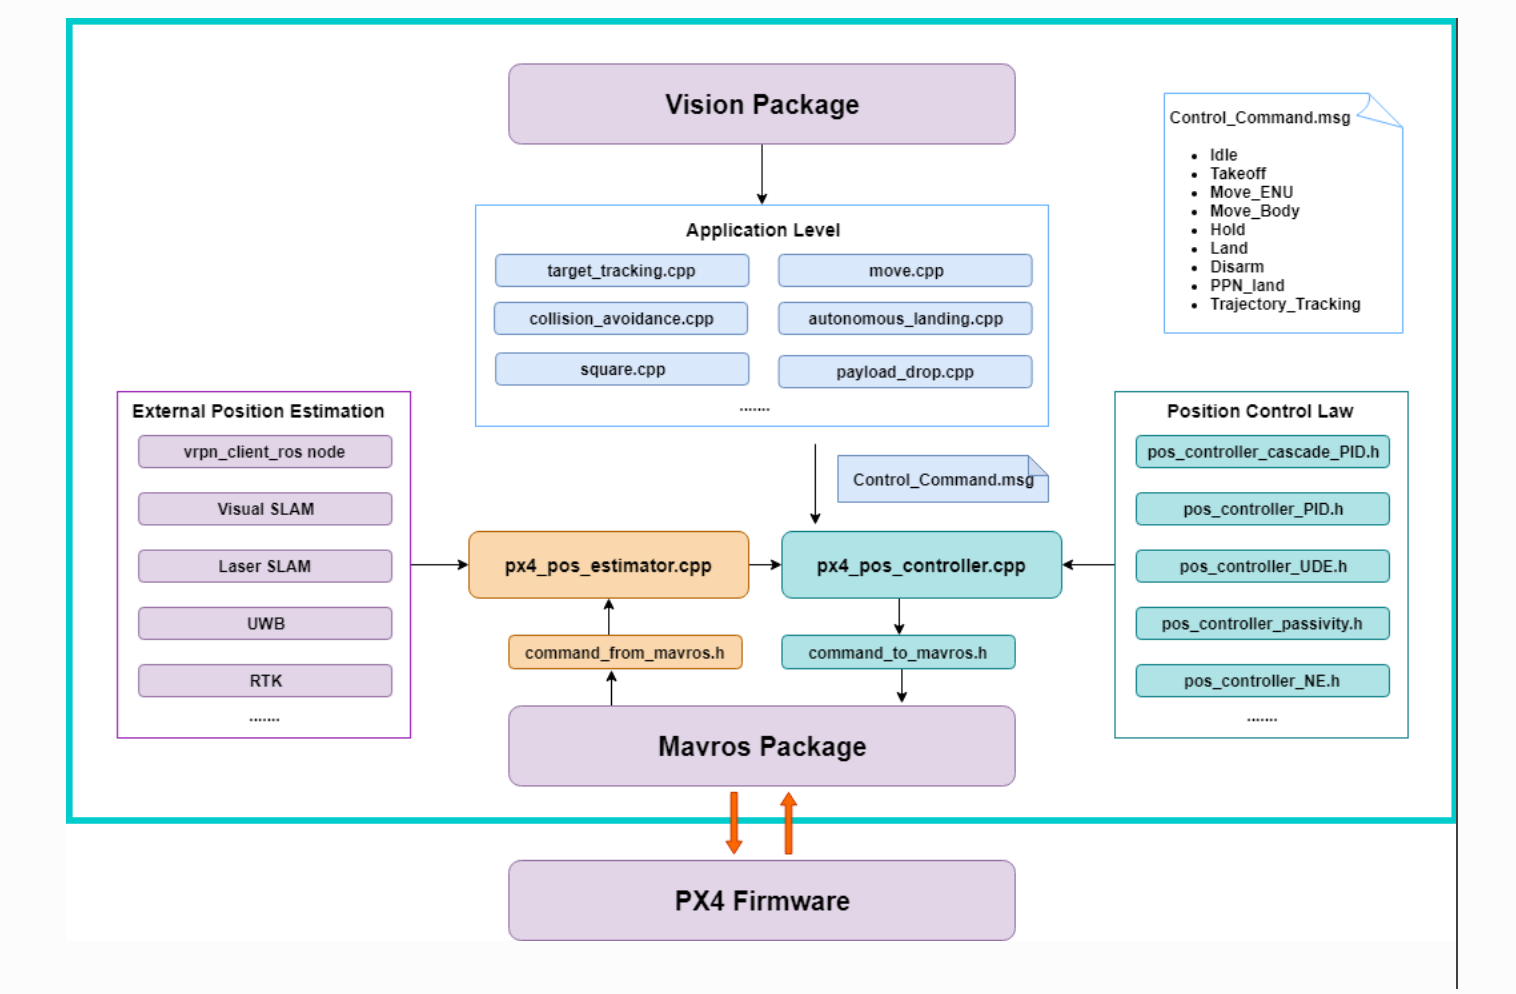 Vision Package
Control_Command.msg
• Idle
• Takeoff
• Move_ENU
• Move_Body
• Hold
• Land
• Disarm
• PPN_land
• Trajectory_Tracking
Application Level
target_tracking.cpp
move.cpp
collision_avoidance.cpp
autonomous_landing.cpp
square.cpp
payload_drop.cpp
.......
External Position Estimation
vrpn_client_ros node
Visual SLAM
Laser SLAM
UWB
RTK
.......
Control_Command.msg
px4_pos_estimator.cpp
px4_pos_controller.cpp
command_from_mavros.h
command_to_mavros.h
Position Control Law
pos_controller_cascade_PID.h
pos_controller_PID.h
pos_controller_UDE.h
pos_controller_passivity.h
pos_controller_NE.h
.......
Mavros Package
PX4 Firmware